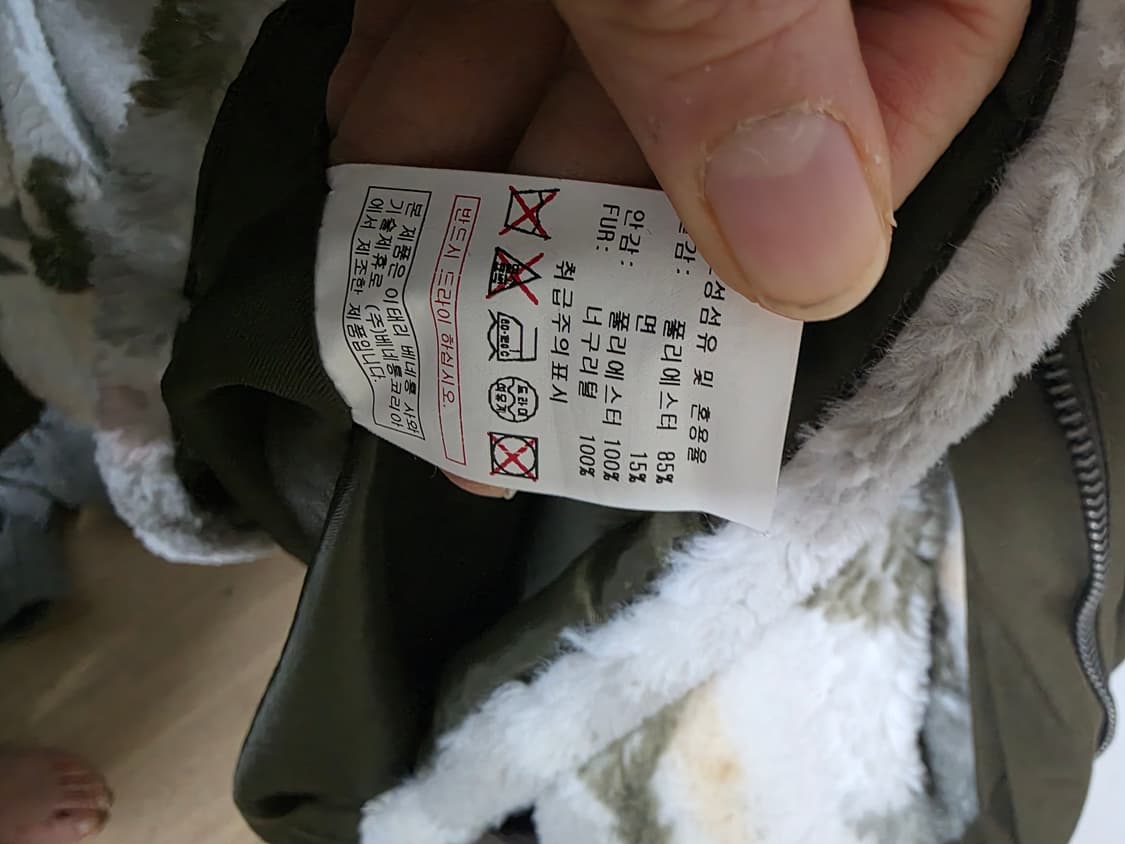 성섬유 및 혼용율
감 : 폴리에스터 85%
면 15%
안감 : 폴리에스터 100%
FUR : 너구리털 100%
취급주의표시
드라이
반드시 드라이 하십시오.
본 제품은 이태리 베네통 사와
기술제휴로 (주)베네통코리아
에서 제조한 제품입니다.